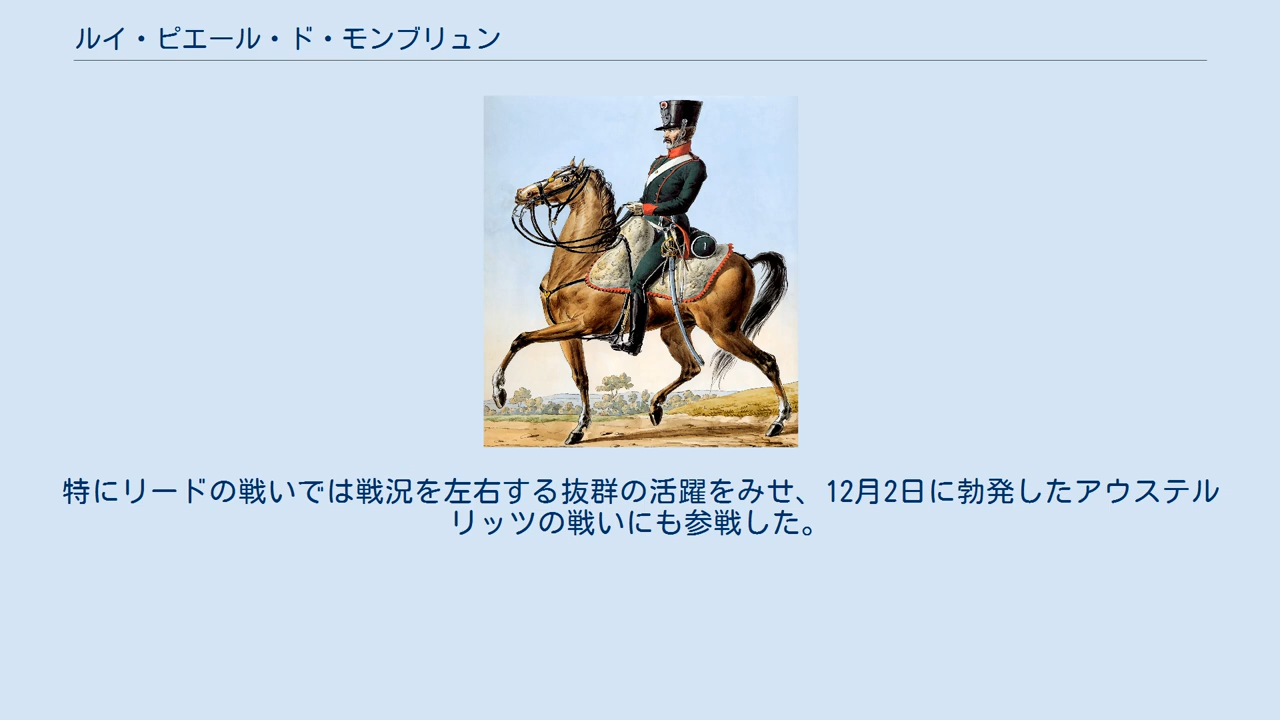 ルイ・ピエール・ド・モンブリュン
特にリードの戦いでは戦況を左右する抜群の活躍をみせ、12月2日に勃発したアウステル
リッツの戦いにも参戦した。